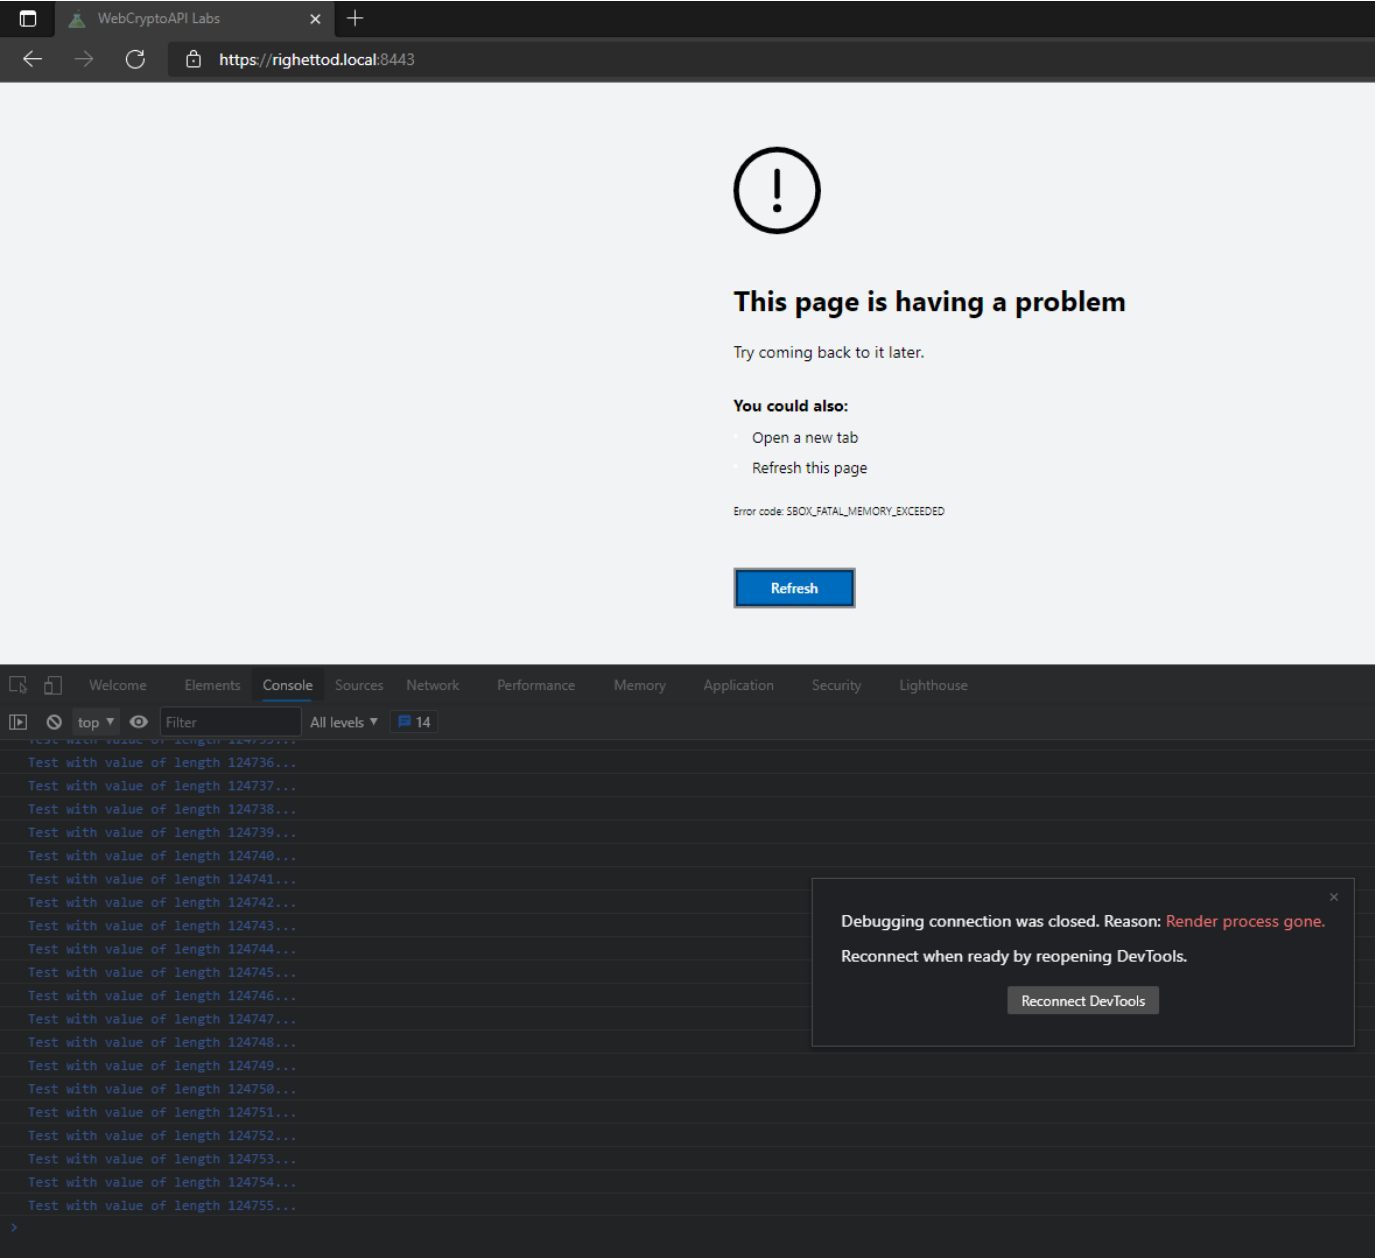 WebCryptoAPI Labs
https://righettod.local:8443
This page is having a problem
Try coming back to it later.
You could also:
Open a new tab
Refresh this page
Error code: SBOX_FATAL_MEMORY_EXCEEDED
Refresh
Welcome Elements Console Sources Network Performance Memory Application Security Lighthouse
top Filter All levels 14
Test with value of length 124735...
Test with value of length 124736...
Test with value of length 124737...
Test with value of length 124738...
Test with value of length 124739...
Test with value of length 124740...
Test with value of length 124741...
Test with value of length 124742...
Test with value of length 124743...
Test with value of length 124744...
Test with value of length 124745...
Test with value of length 124746...
Test with value of length 124747...
Test with value of length 124748...
Test with value of length 124749...
Test with value of length 124750...
Test with value of length 124751...
Test with value of length 124752...
Test with value of length 124753...
Test with value of length 124754...
Test with value of length 124755...
Debugging connection was closed. Reason: Render process gone.
Reconnect when ready by reopening DevTools.
Reconnect DevTools